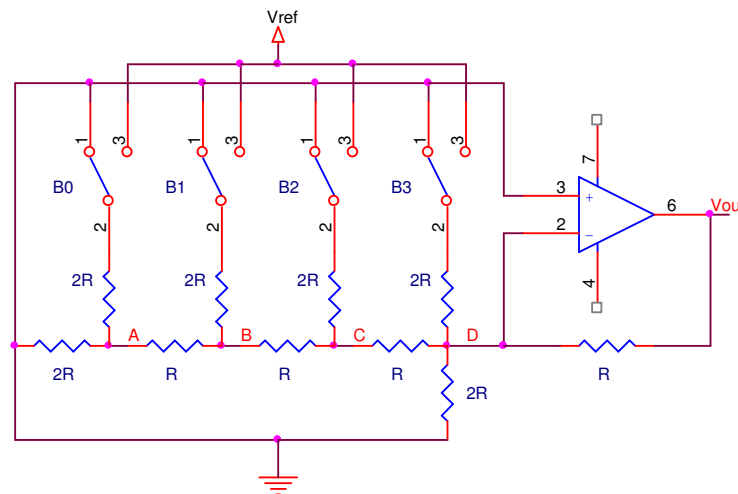 Vref
1 3 1 3 1 3 1 3
B0 B1 B2 B3
2 2 2 2
2R 2R 2R 2R
7
3 +
6 Vou
2 −
4
A B C D
2R R R R R
2R